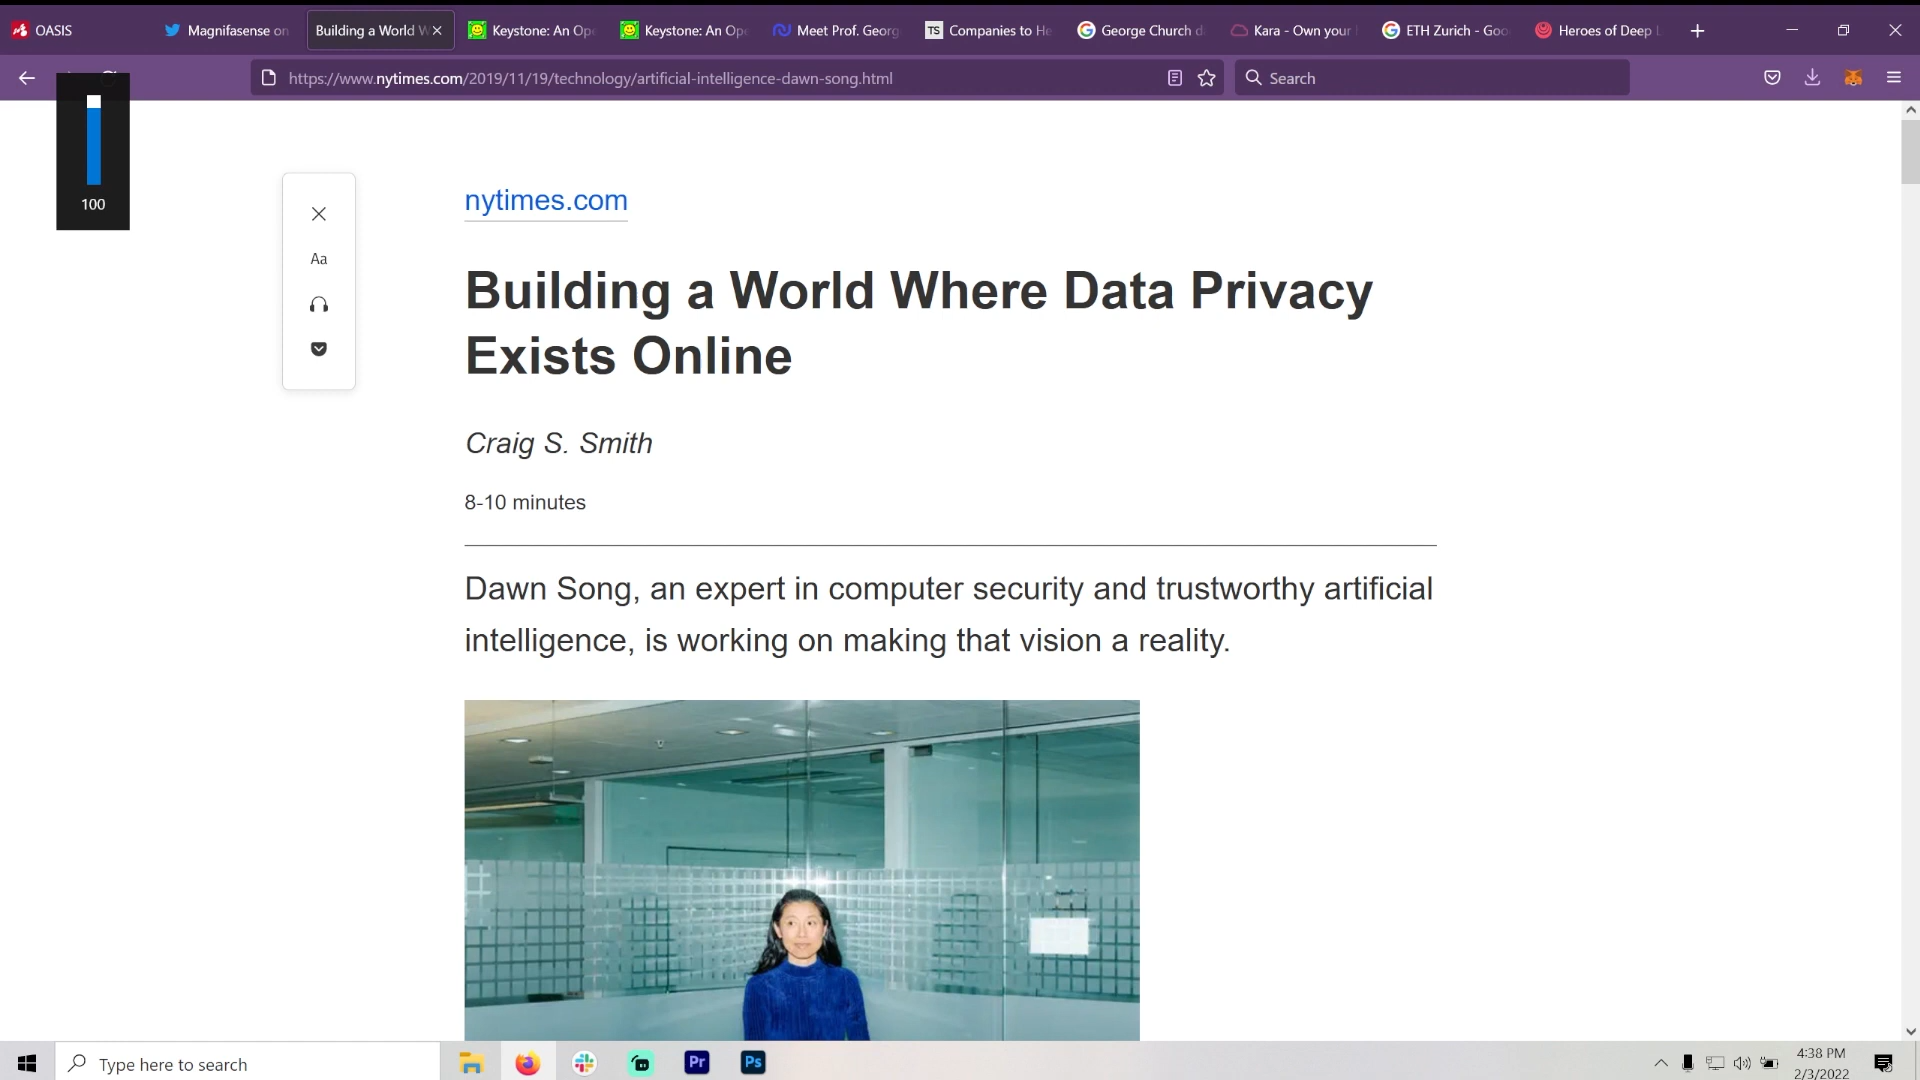 OASIS
Magnifasense on
Building a World W
Keystone: An Ope
Keystone: An Ope
Meet Prof. Georg
TS Companies to He
George Church d
Kara - Own your
ETH Zurich - Goo
Heroes of Deep L
https://www.nytimes.com/2019/11/19/technology/artificial-intelligence-dawn-song.html
Search
100
Aa
nytimes.com
Building a World Where Data Privacy
Exists Online
Craig S. Smith
8-10 minutes
Dawn Song, an expert in computer security and trustworthy artificial
intelligence, is working on making that vision a reality.
Type here to search
Pr
Ps
4:38 PM
2/3/2022